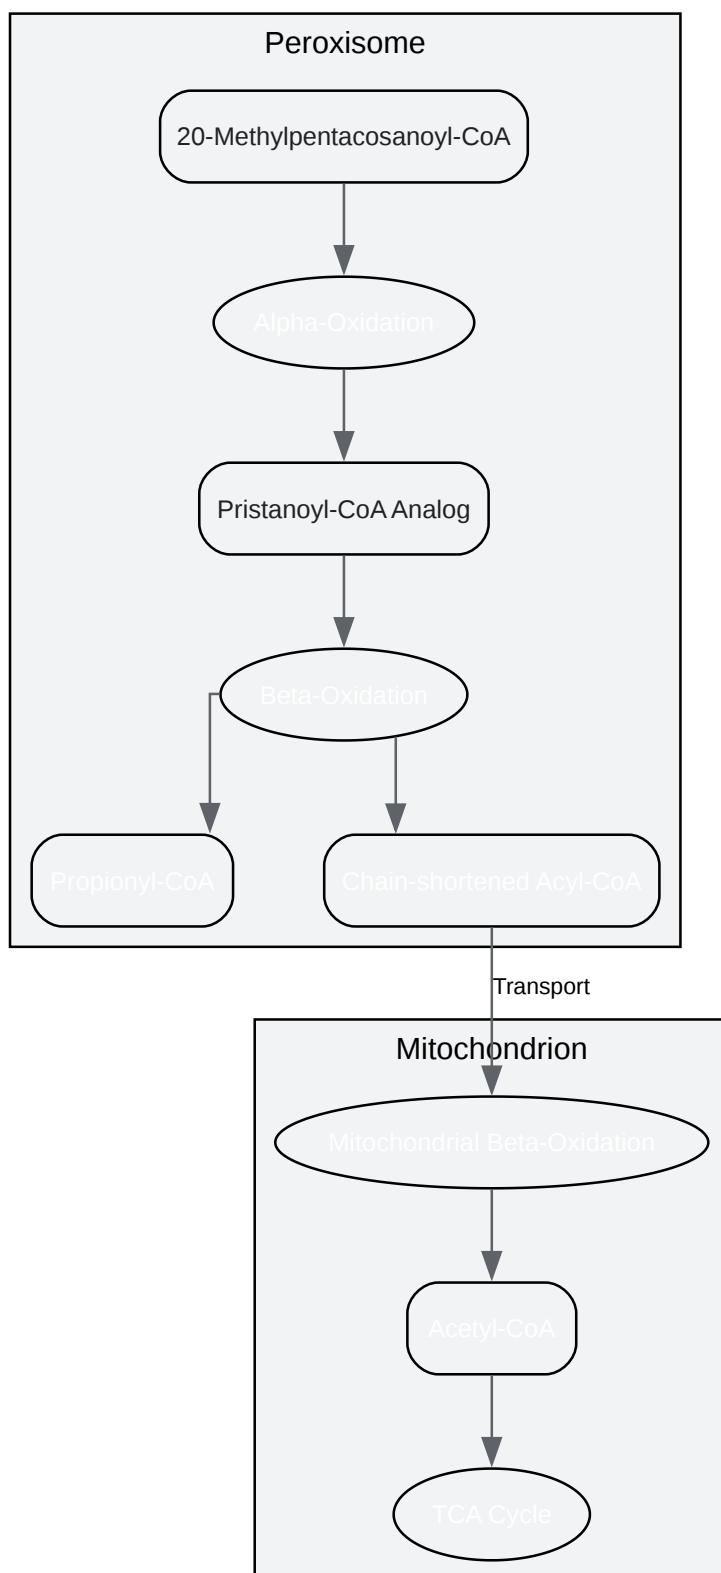 Peroxisome
20-Methylpentacosanoyl-CoA
Alpha-Oxidation
Pristanoyl-CoA Analog
Beta-Oxidation
Propionyl-CoA
Chain-shortened Acyl-CoA
Transport
Mitochondrion
Mitochondrial Beta-Oxidation
Acetyl-CoA
TCA Cycle